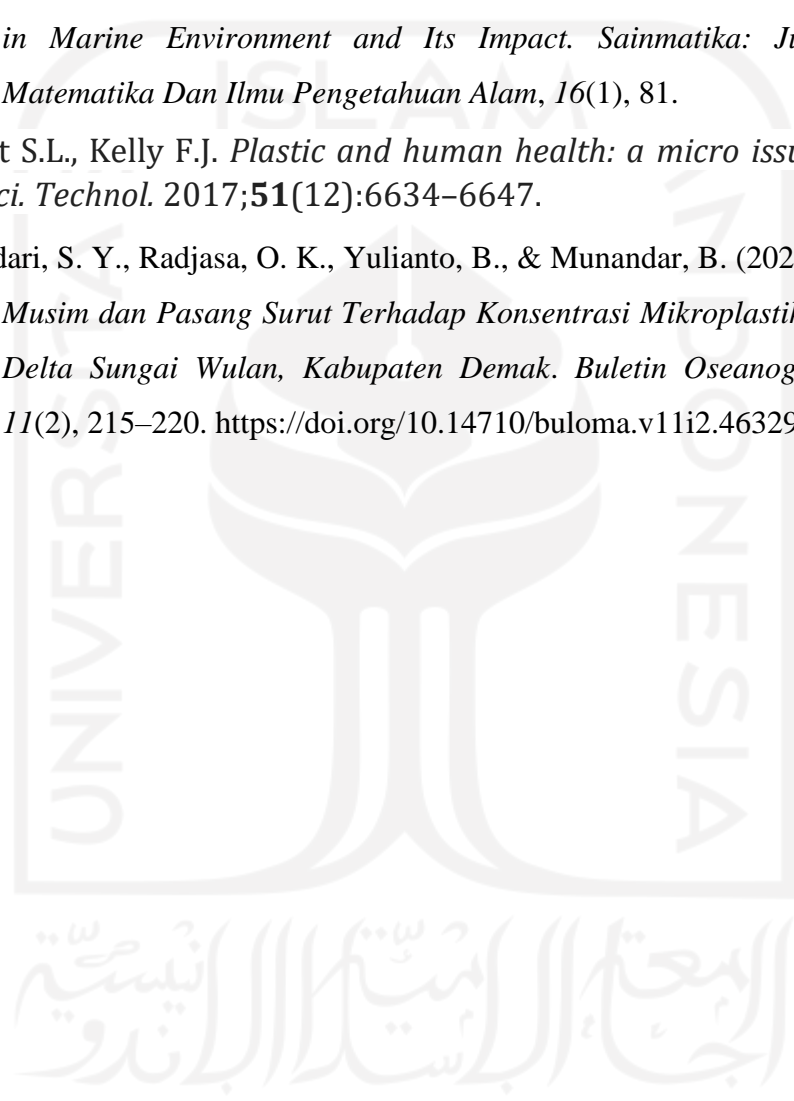 in Marine Environment and Its Impact. Sainmatika: Ju
Matematika Dan Ilmu Pengetahuan Alam, 16(1), 81.
t S.L., Kelly F.J. Plastic and human health: a micro issu
ci. Technol. 2017;51(12):6634–6647.
dari, S. Y., Radjasa, O. K., Yulianto, B., & Munandar, B. (202
Musim dan Pasang Surut Terhadap Konsentrasi Mikroplastik
Delta Sungai Wulan, Kabupaten Demak. Buletin Oseanog
11(2), 215–220. https://doi.org/10.14710/buloma.v11i2.46329
ISLAM
UNIVERSITA
INDONESIA